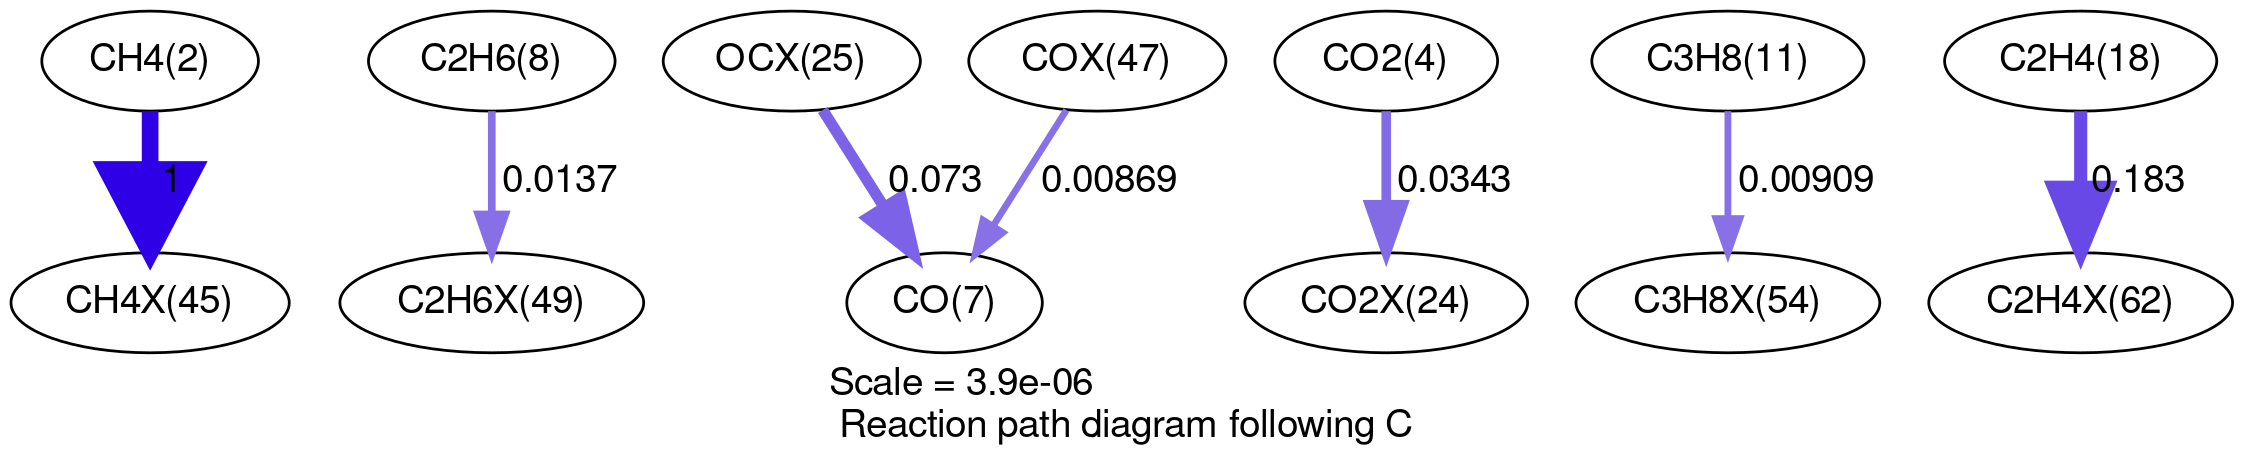 CH4(2) C2H6(8) OCX(25) COX(47) CO2(4) C3H8(11) C2H4(18)
1 0.0137 0.073 0.00869 0.0343 0.00909 0.183
CH4X(45) C2H6X(49) CO(7) CO2X(24) C3H8X(54) C2H4X(62)
Scale = 3.9e-06
Reaction path diagram following C